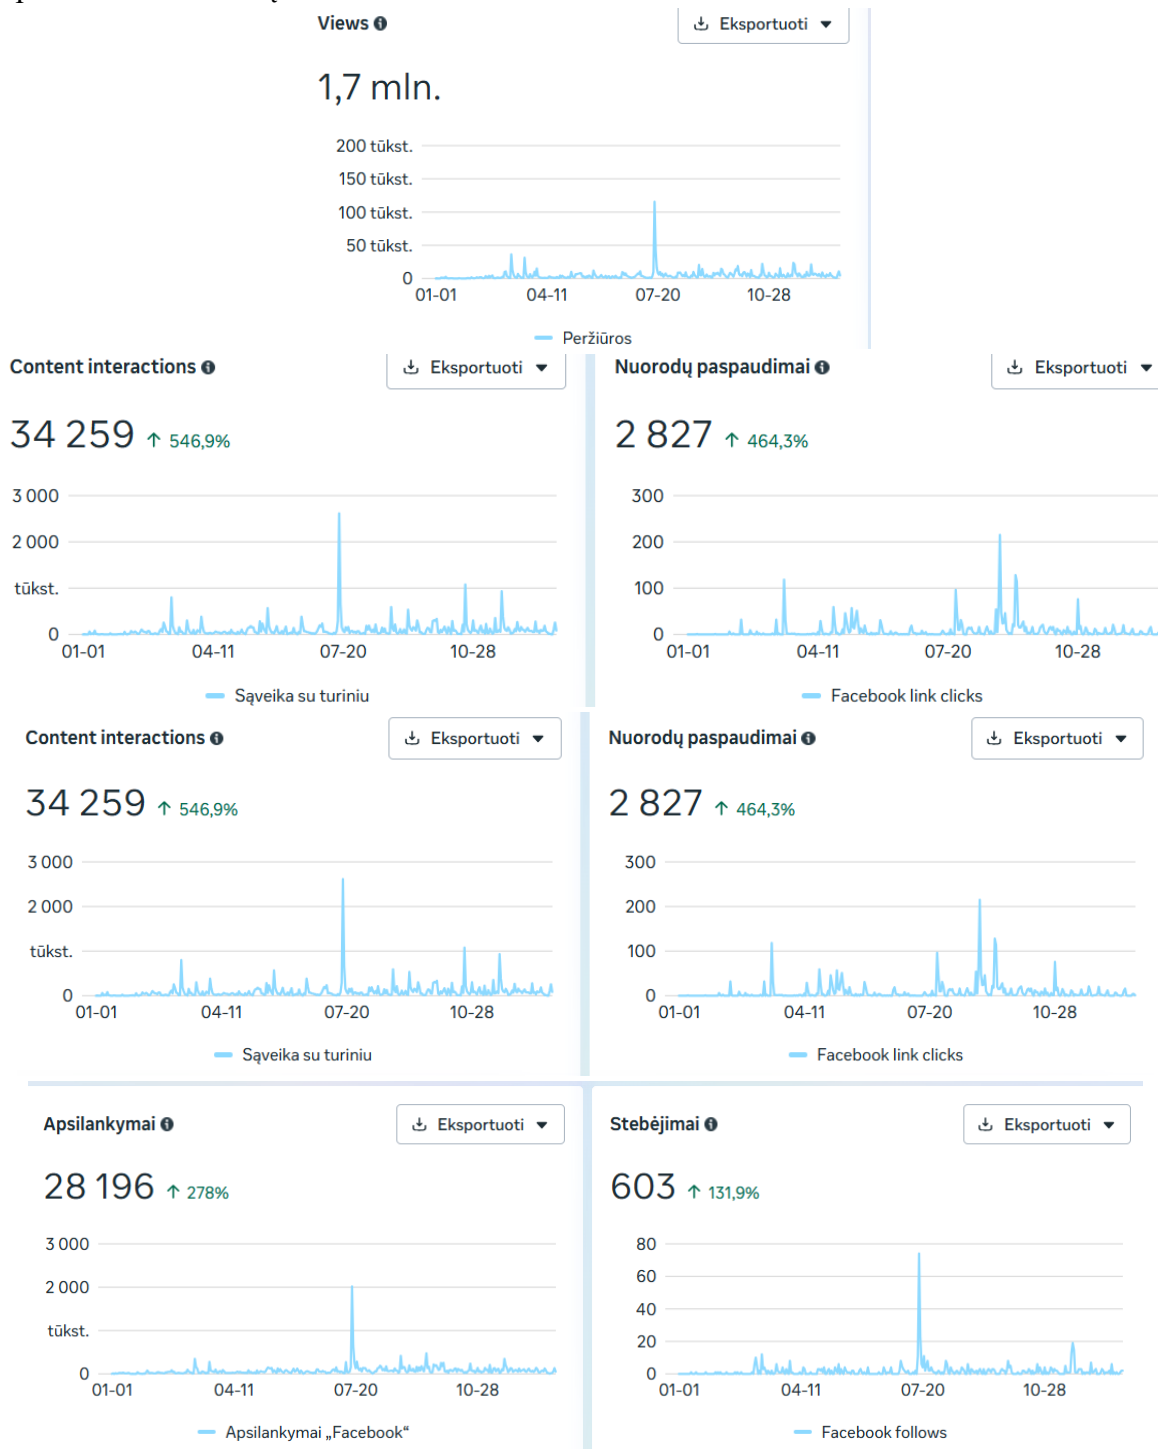 Views
Eksportuoti
1,7 mln.
200 tūkst.
150 tūkst.
100 tūkst.
50 tūkst.
0
01-01 04-11 07-20 10-28
Peržiūros
Content interactions
Eksportuoti
34 259 ↑ 546,9%
3 000
2 000
tūkst.
0
01-01 04-11 07-20 10-28
Sąveika su turiniu
Nuorodų paspaudimai
Eksportuoti
2 827 ↑ 464,3%
300
200
100
0
01-01 04-11 07-20 10-28
Facebook link clicks
Content interactions
Eksportuoti
34 259 ↑ 546,9%
3 000
2 000
tūkst.
0
01-01 04-11 07-20 10-28
Sąveika su turiniu
Nuorodų paspaudimai
Eksportuoti
2 827 ↑ 464,3%
300
200
100
0
01-01 04-11 07-20 10-28
Facebook link clicks
Apsilankymai
Eksportuoti
28 196 ↑ 278%
3 000
2 000
tūkst.
0
01-01 04-11 07-20 10-28
Apsilankymai „Facebook“
Stebėjimai
Eksportuoti
603 ↑ 131,9%
80
60
40
20
0
01-01 04-11 07-20 10-28
Facebook follows